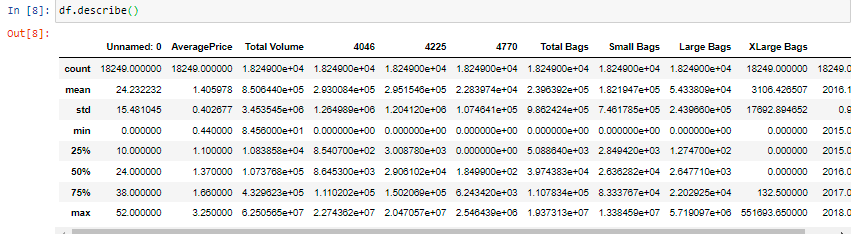 In [8]: df.describe()
Out[8]:
Unnamed: 0 AveragePrice Total Volume 4046 4225 4770 Total Bags Small Bags Large Bags XLarge Bags
count 18249.000000 18249.000000 1.824900e+04 1.824900e+04 1.824900e+04 1.824900e+04 1.824900e+04 1.824900e+04 1.824900e+04 18249.000000 18249.0
mean 24.232232 1.405978 8.506440e+05 2.930084e+05 2.951546e+05 2.283974e+04 2.396392e+05 1.821947e+05 5.433809e+04 3106.426507 2016.1
std 15.481045 0.402677 3.453545e+06 1.264989e+06 1.204120e+06 1.074641e+05 9.862424e+05 7.461785e+05 2.439660e+05 17692.894652 0.9
min 0.000000 0.440000 8.456000e+01 0.000000e+00 0.000000e+00 0.000000e+00 0.000000e+00 0.000000e+00 0.000000e+00 0.000000 2015.0
25% 10.000000 1.100000 1.083858e+04 8.540700e+02 3.008780e+03 0.000000e+00 5.088640e+03 2.849420e+03 1.274700e+02 0.000000 2015.0
50% 24.000000 1.370000 1.073768e+05 8.645300e+03 2.906102e+04 1.849900e+02 3.974383e+04 2.636282e+04 2.647710e+03 0.000000 2016.0
75% 38.000000 1.660000 4.329623e+05 1.110202e+05 1.502069e+05 6.243420e+03 1.107834e+05 8.333767e+04 2.202925e+04 132.500000 2017.0
max 52.000000 3.250000 6.250565e+07 2.274362e+07 2.047057e+07 2.546439e+06 1.937313e+07 1.338459e+07 5.719097e+06 551693.650000 2018.0